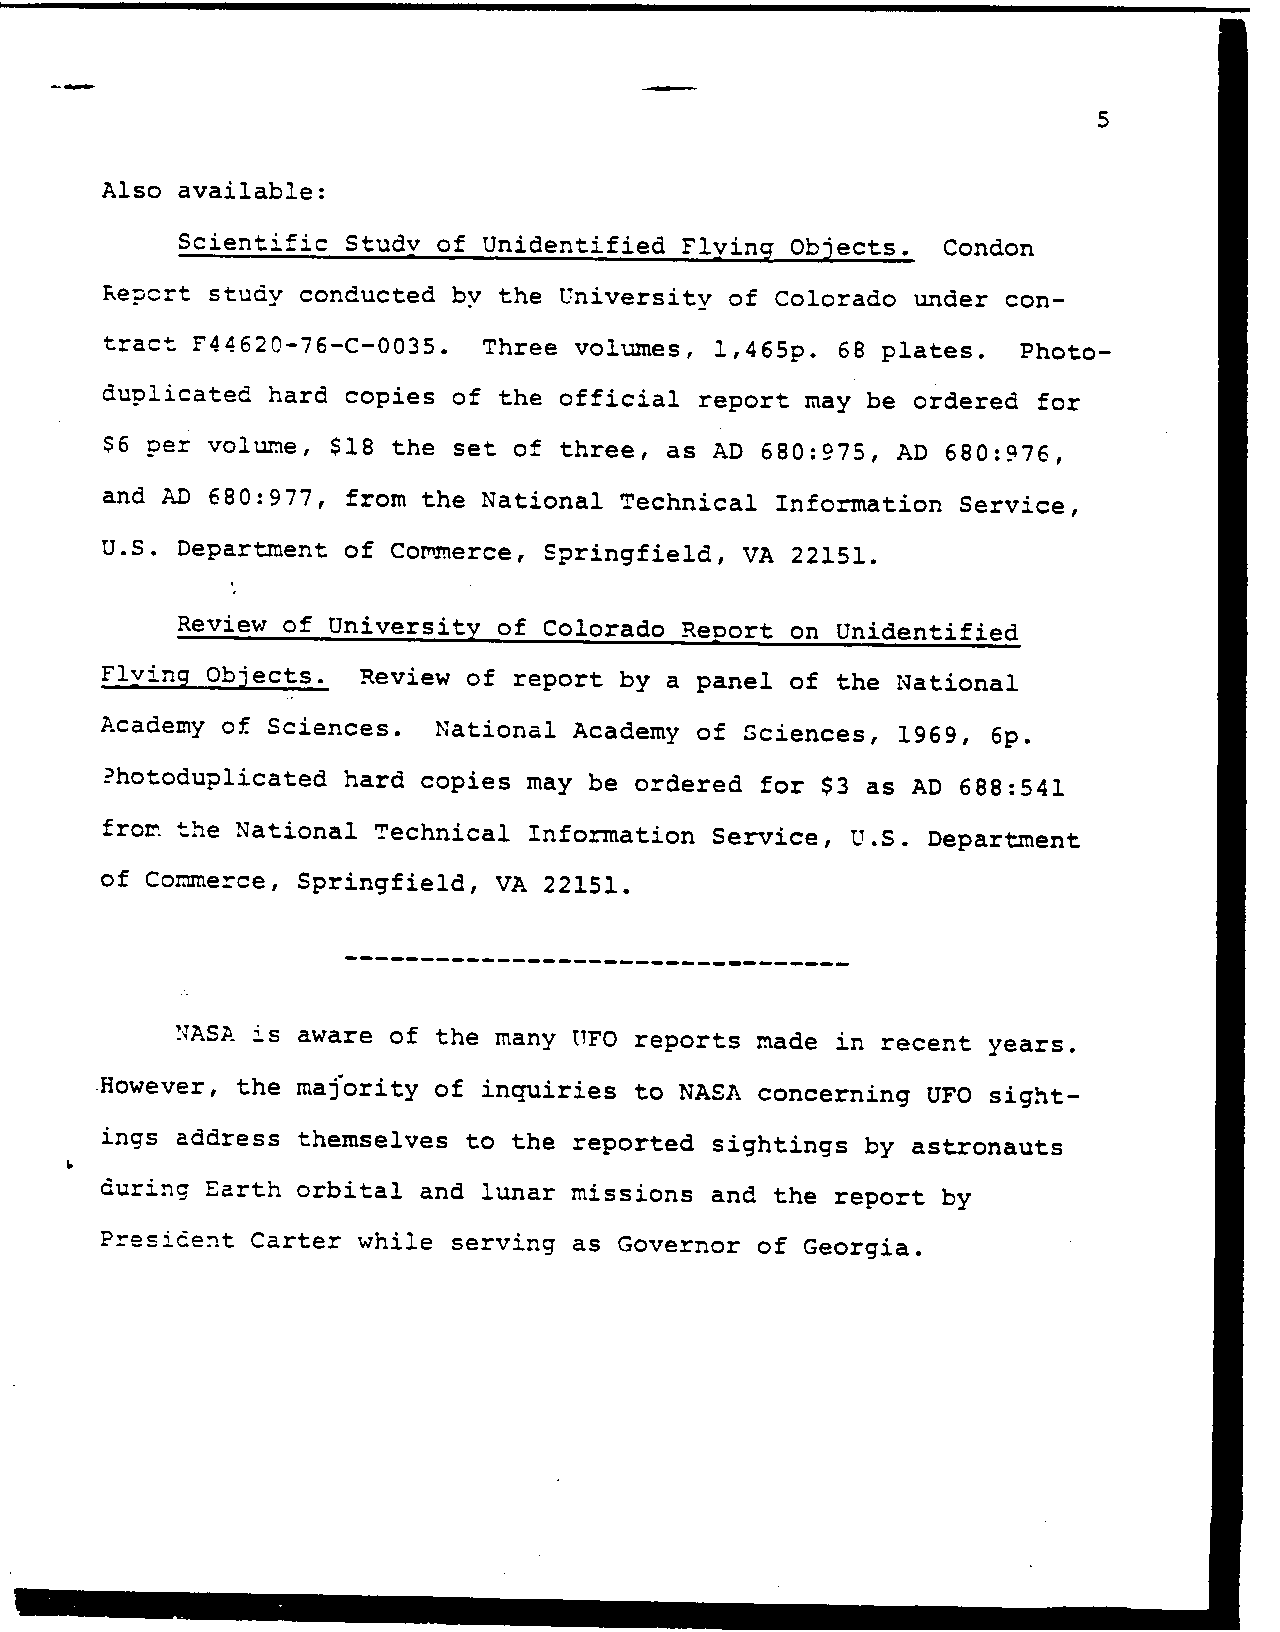 5
Also available:
Scientific Study of Unidentified Flying Objects. Condon
Report study conducted by the University of Colorado under con-
tract F44620-76-C-0035. Three volumes, 1,465p. 68 plates. Photo-
duplicated hard copies of the official report may be ordered for
$6 per volume, $18 the set of three, as AD 680:975, AD 680:976,
and AD 680:977, from the National Technical Information Service,
U.S. Department of Commerce, Springfield, VA 22151.
Review of University of Colorado Report on Unidentified
Flying Objects. Review of report by a panel of the National
Academy of Sciences. National Academy of Sciences, 1969, 6p.
Photoduplicated hard copies may be ordered for $3 as AD 688:541
from the National Technical Information Service, U.S. Department
of Commerce, Springfield, VA 22151.
---------------------------------
NASA is aware of the many UFO reports made in recent years.
However, the majority of inquiries to NASA concerning UFO sight-
ings address themselves to the reported sightings by astronauts
during Earth orbital and lunar missions and the report by
President Carter while serving as Governor of Georgia.